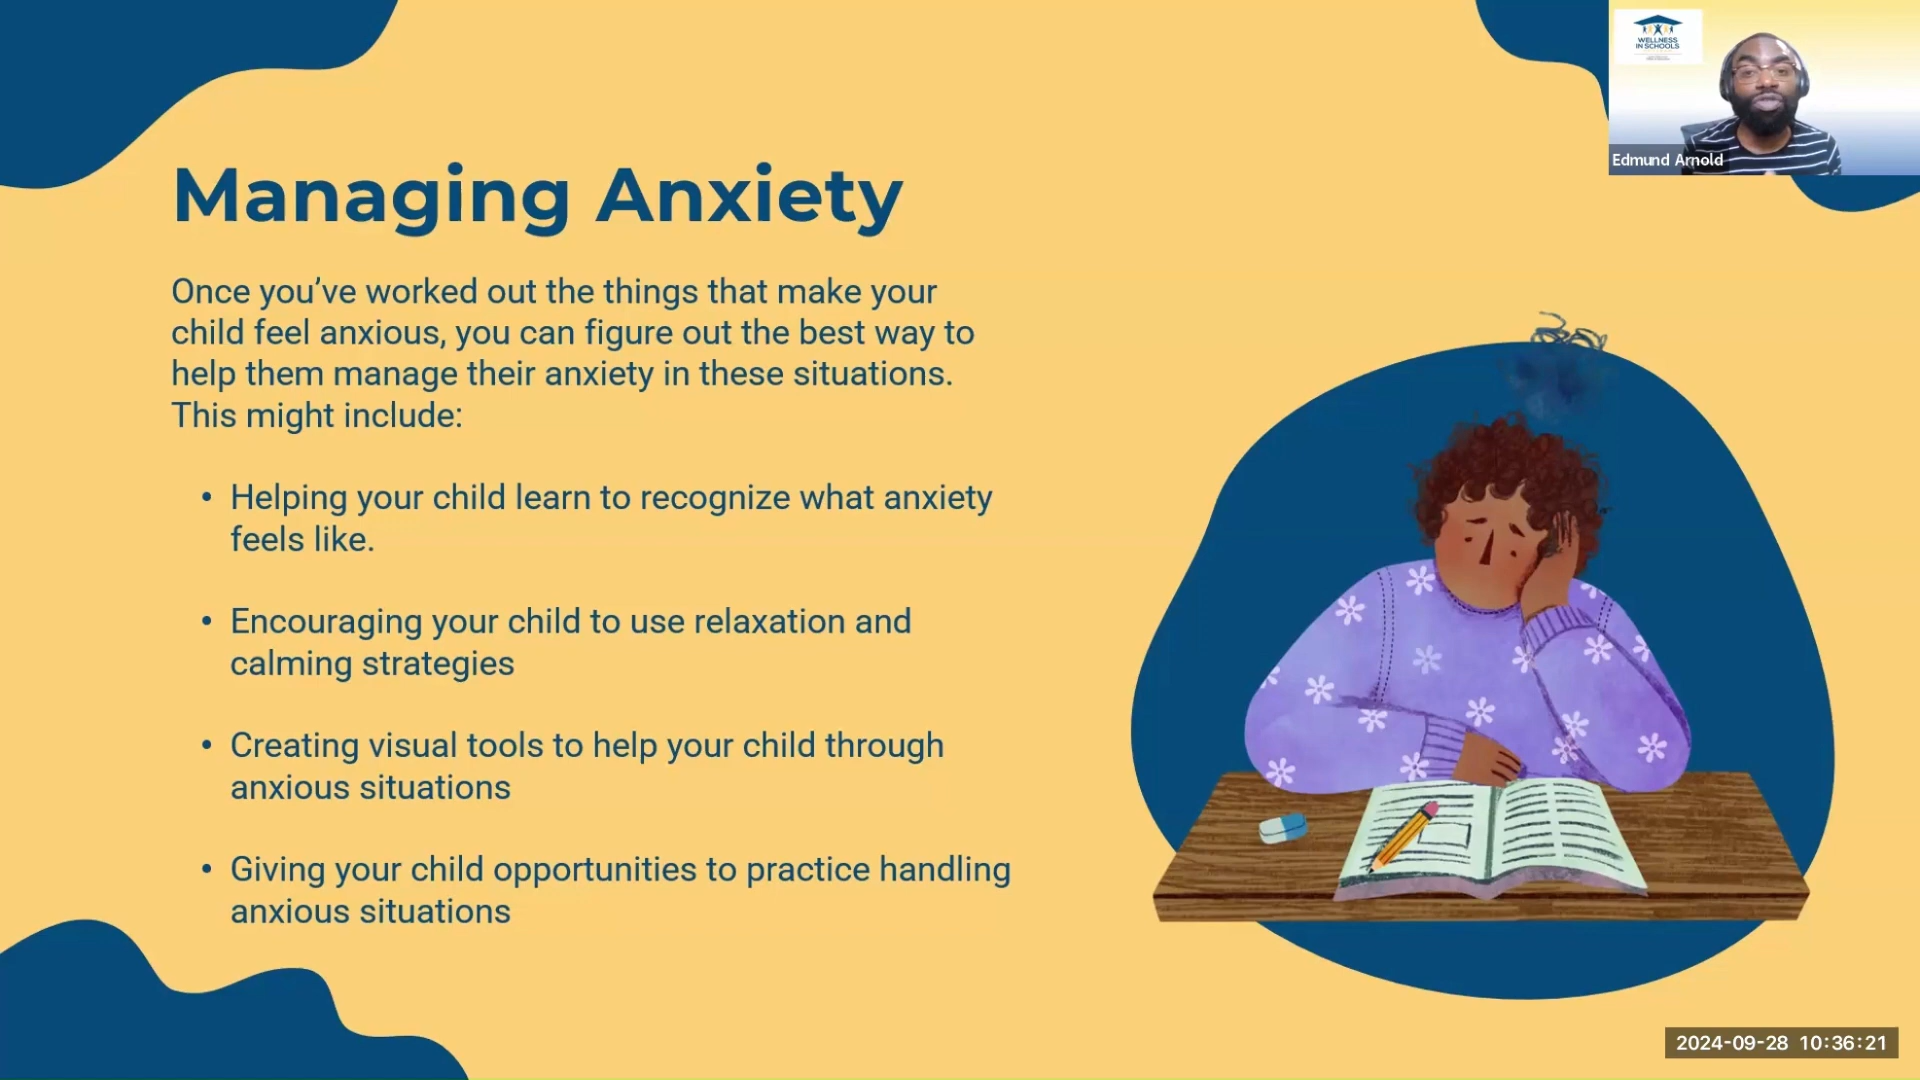 WELLNESS
IN SCHOOLS
Edmund Arnold
Managing Anxiety
Once you’ve worked out the things that make your
child feel anxious, you can figure out the best way to
help them manage their anxiety in these situations.
This might include:
• Helping your child learn to recognize what anxiety
feels like.
• Encouraging your child to use relaxation and
calming strategies
• Creating visual tools to help your child through
anxious situations
• Giving your child opportunities to practice handling
anxious situations
2024-09-28 10:36:21